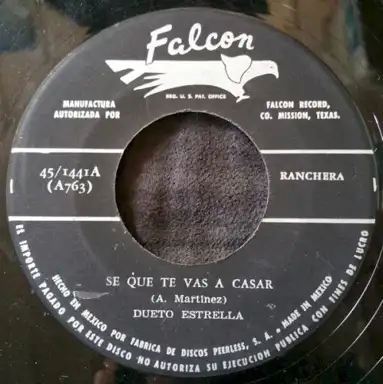 Falcon
REG. U. S. PAT. OFFICE
MANUFACTURA
AUTORIZADA POR
FALCON RECORD,
CO. MISSION, TEXAS.
45/1441A
(A763)
RANCHERA
SE QUE TE VAS A CASAR
(A. Martinez)
DUETO ESTRELLA
HECHO EN MEXICO POR FABRICA DE DISCOS PEERLESS, S. A. • MADE IN MEXICO
EL IMPORTE PAGADO POR ESTE DISCO NO AUTORIZA SU EJECUCION PUBLICA CON FINES DE LUCRO